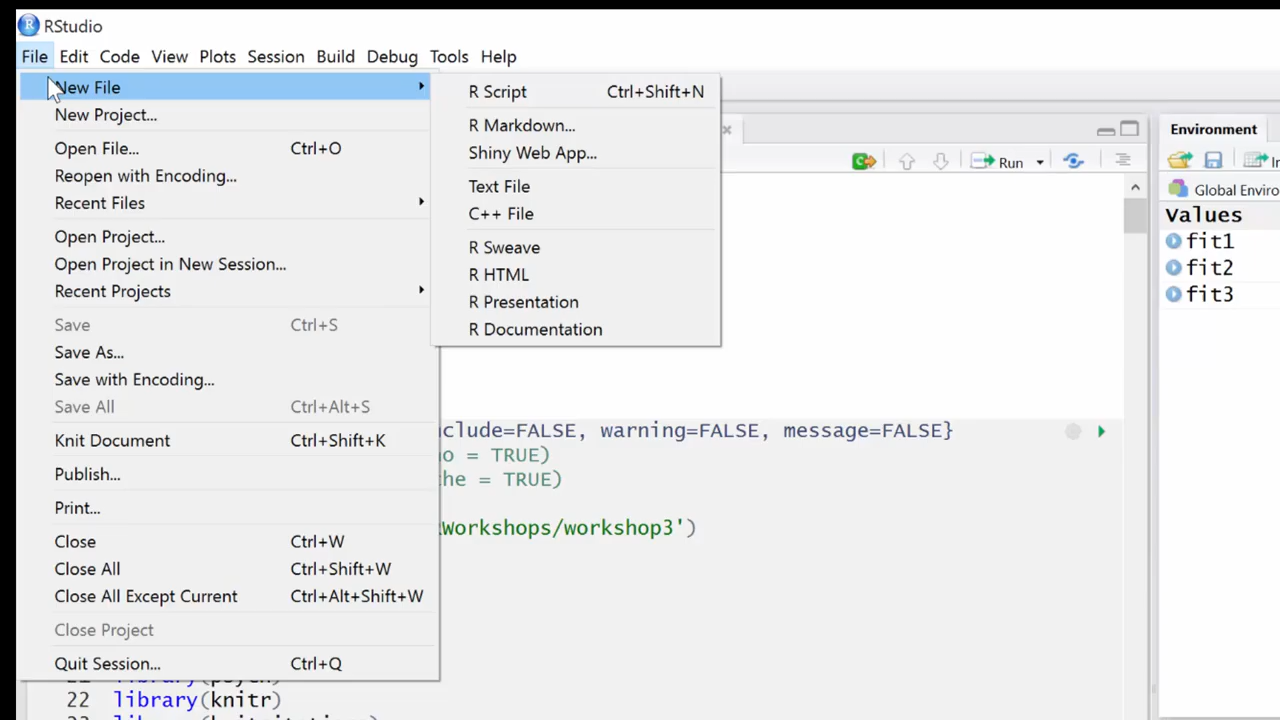 RStudio
File Edit Code View Plots Session Build Debug Tools Help
New File
New Project...
Open File... Ctrl+O
Reopen with Encoding...
Recent Files
Open Project...
Open Project in New Session...
Recent Projects
Save Ctrl+S
Save As...
Save with Encoding...
Save All Ctrl+Alt+S
Knit Document Ctrl+Shift+K
Publish...
Print...
Close Ctrl+W
Close All Ctrl+Shift+W
Close All Except Current Ctrl+Alt+Shift+W
Close Project
Quit Session... Ctrl+Q
R Script Ctrl+Shift+N
R Markdown...
Shiny Web App...
Text File
C++ File
R Sweave
R HTML
R Presentation
R Documentation
Run
clude=FALSE, warning=FALSE, message=FALSE}
o = TRUE)
he = TRUE)
Workshops/workshop3')
22 library(knitr)
Environment
Global Enviro
Values
fit1
fit2
fit3